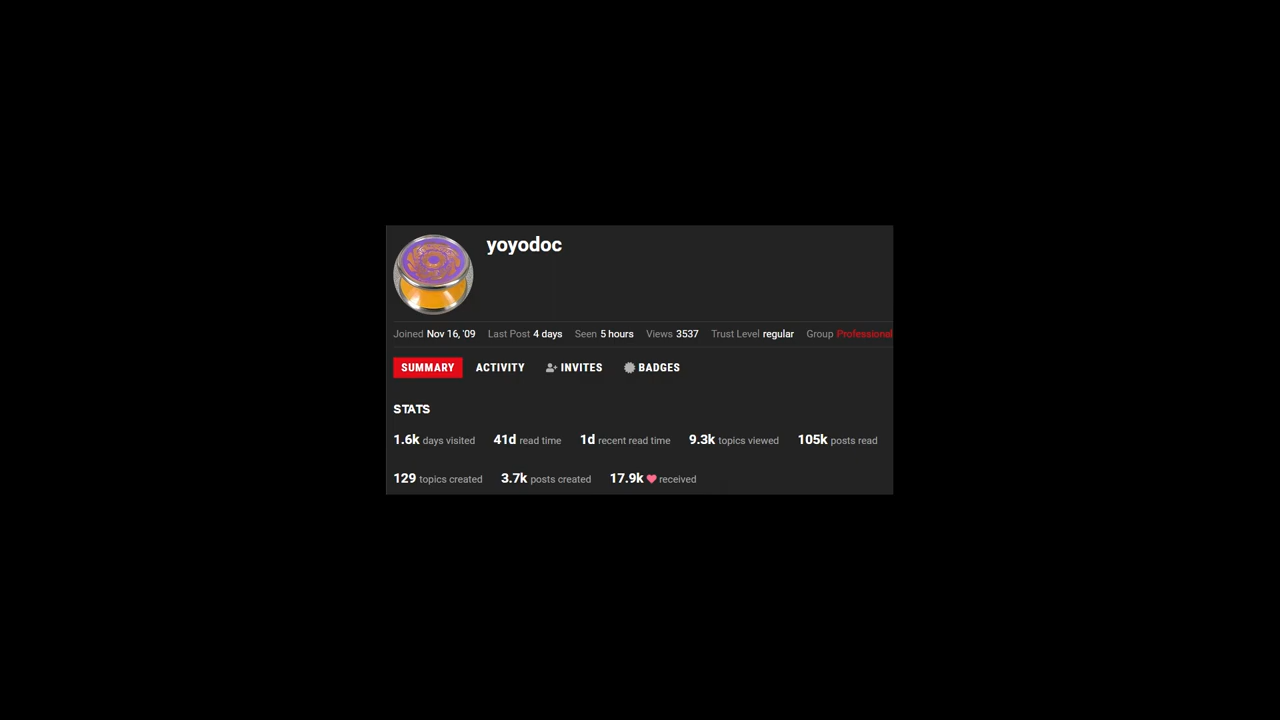 yoyodoc
Joined Nov 16, '09 Last Post 4 days Seen 5 hours Views 3537 Trust Level regular Group Professional
SUMMARY ACTIVITY INVITES BADGES
STATS
1.6k days visited 41d read time 1d recent read time 9.3k topics viewed 105k posts read
129 topics created 3.7k posts created 17.9k received